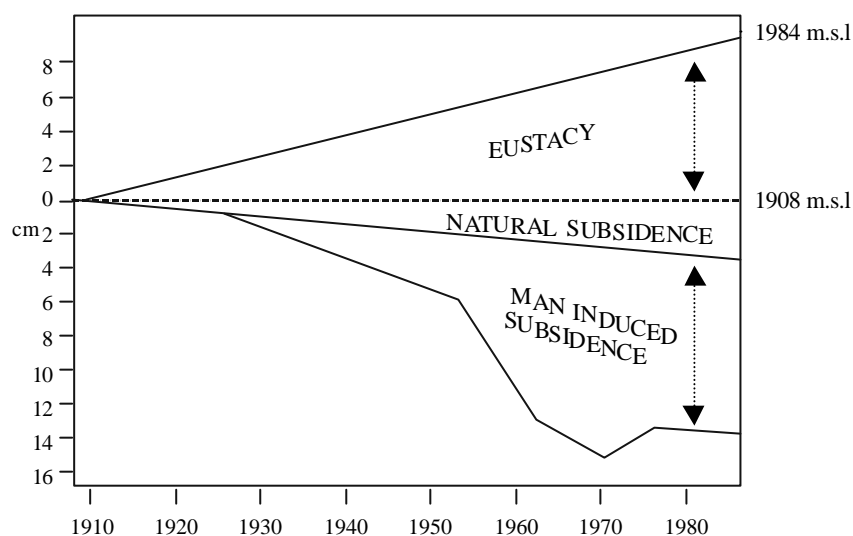 1984 m.s.l
8
6
EUSTACY
4
2
0
1908 m.s.l
cm
NATURAL SUBSIDENCE
2
4
MAN INDUCED
SUBSIDENCE
6
8
10
12
14
16
1910 1920 1930 1940 1950 1960 1970 1980